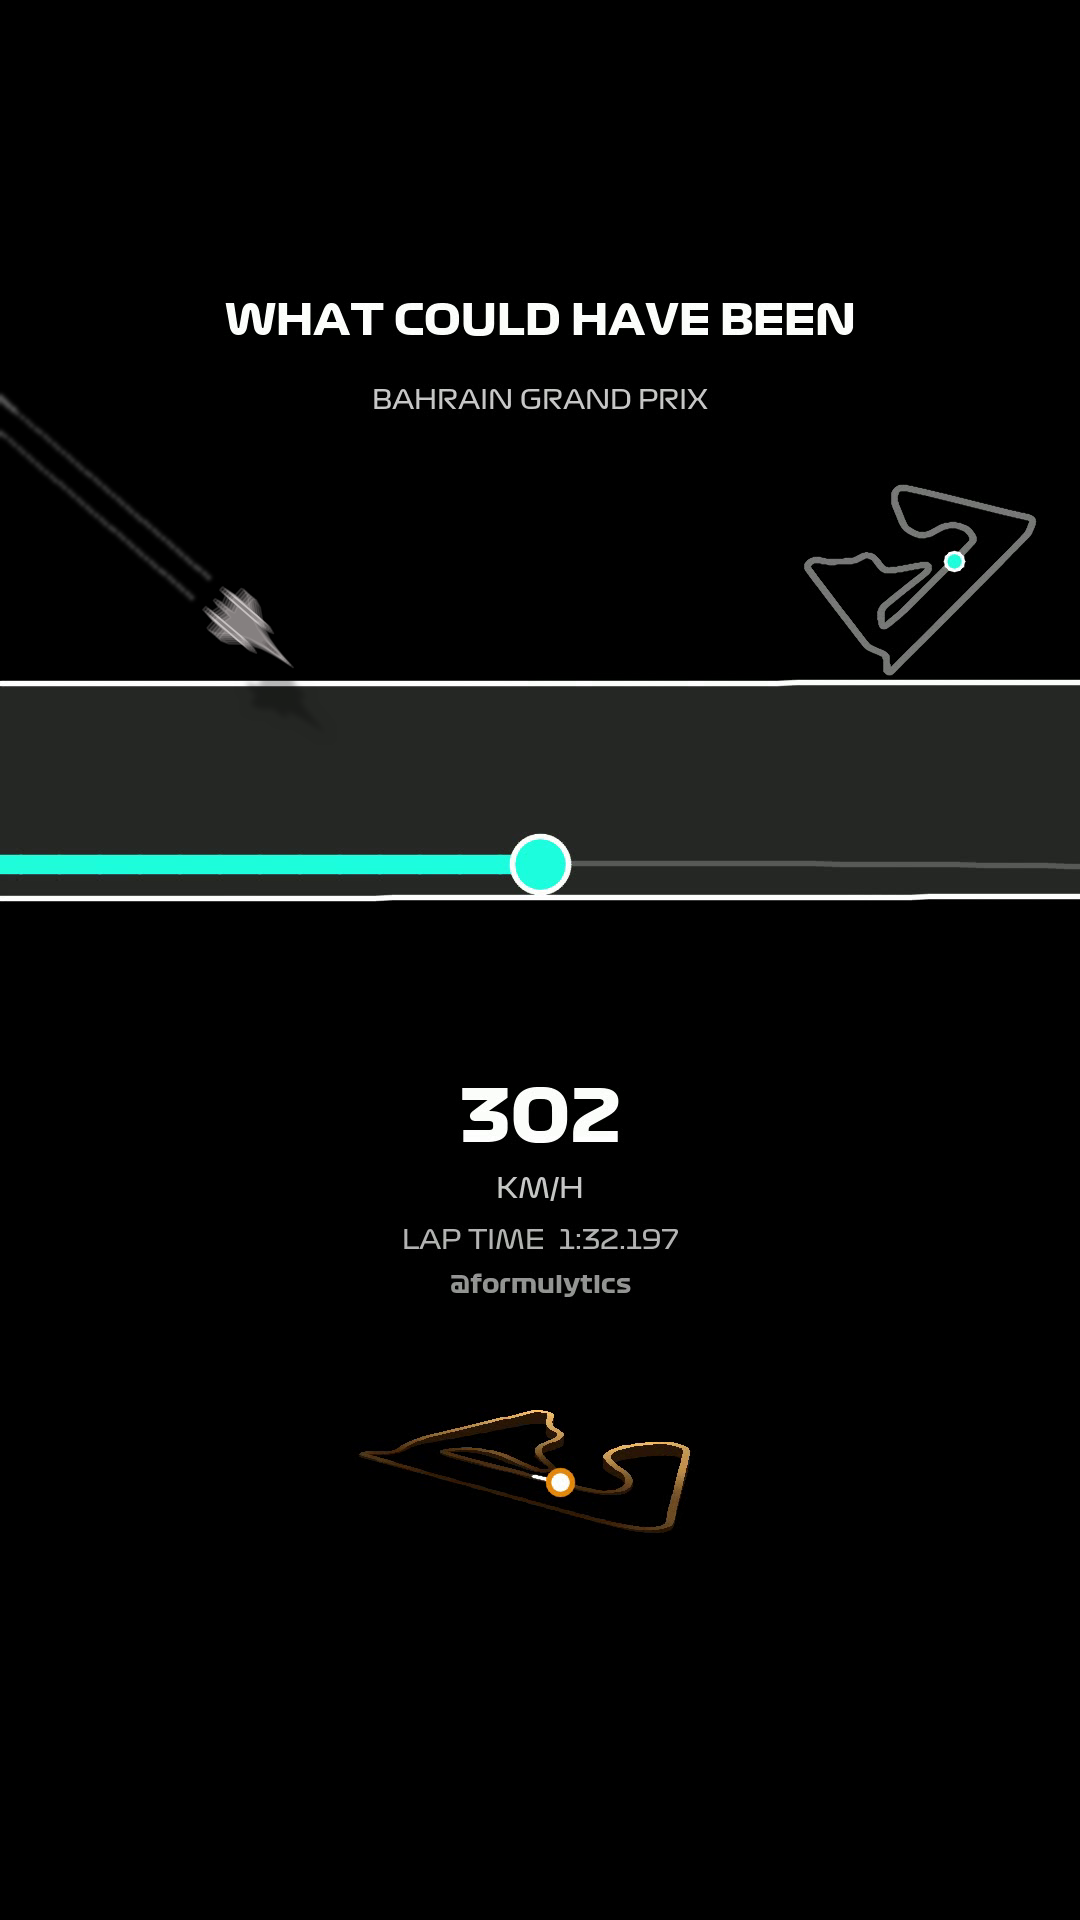 WHAT COULD HAVE BEEN
BAHRAIN GRAND PRIX
302
KM/H
LAP TIME 1:32.197
@formulytics